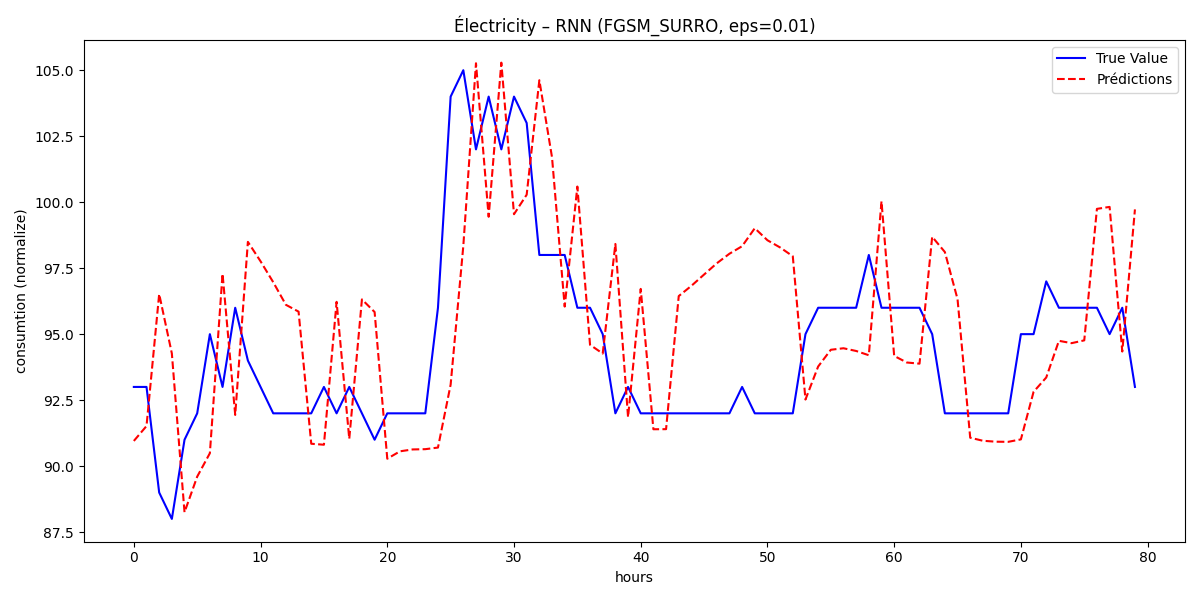 Électricity – RNN (FGSM_SURRO, eps=0.01)
True Value
Prédictions
consumtion (normalize)
105.0
102.5
100.0
97.5
95.0
92.5
90.0
87.5
0 10 20 30 40 50 60 70 80
hours